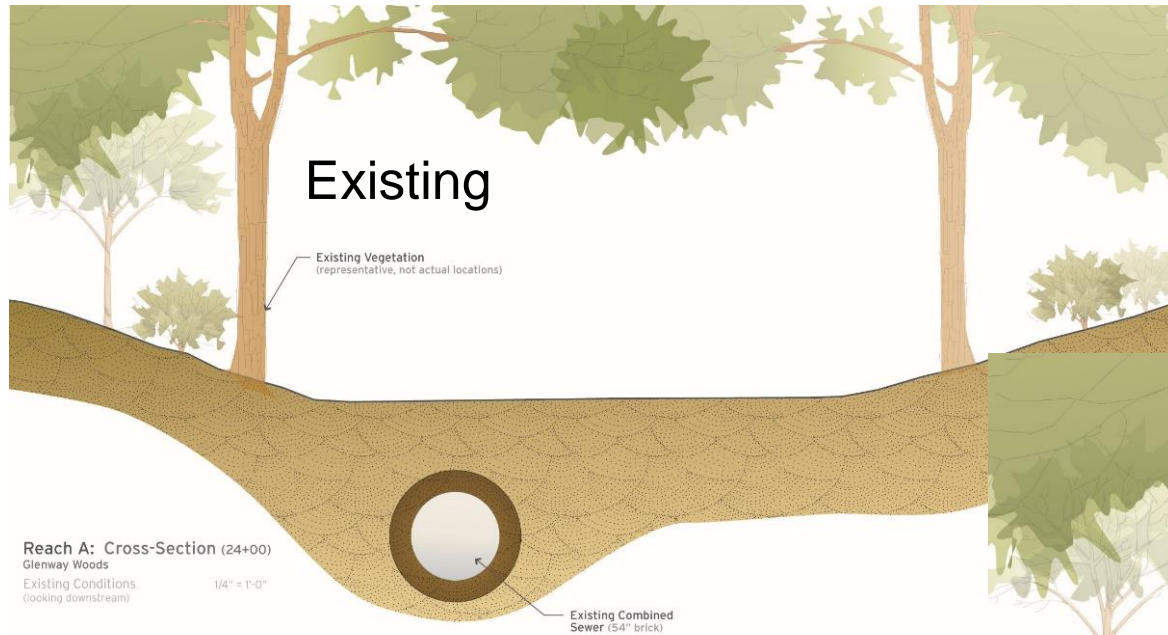 Existing
Existing Vegetation
(representative, not actual locations)
Reach A: Cross-Section (24+00)
Glenway Woods
Existing Conditions 1/4" = 1'-0"
(looking downstream)
Existing Combined
Sewer (54" brick)